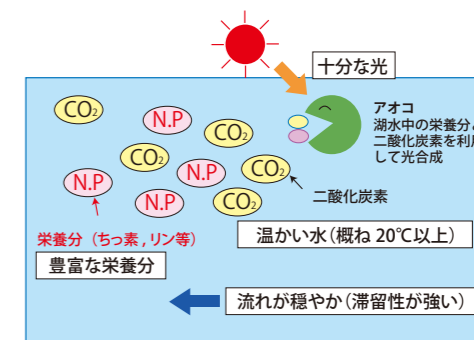 十分な光
アオコ
湖水中の栄養分
二酸化炭素を利用
して光合成
CO₂
N.P
CO₂
CO₂
N.P
CO₂
N.P
N.P
CO₂
二酸化炭素
栄養分（ちっ素 , リン等）
豊富な栄養分
温かい水（概ね 20℃以上）
流れが穏やか（滞留性が強い）